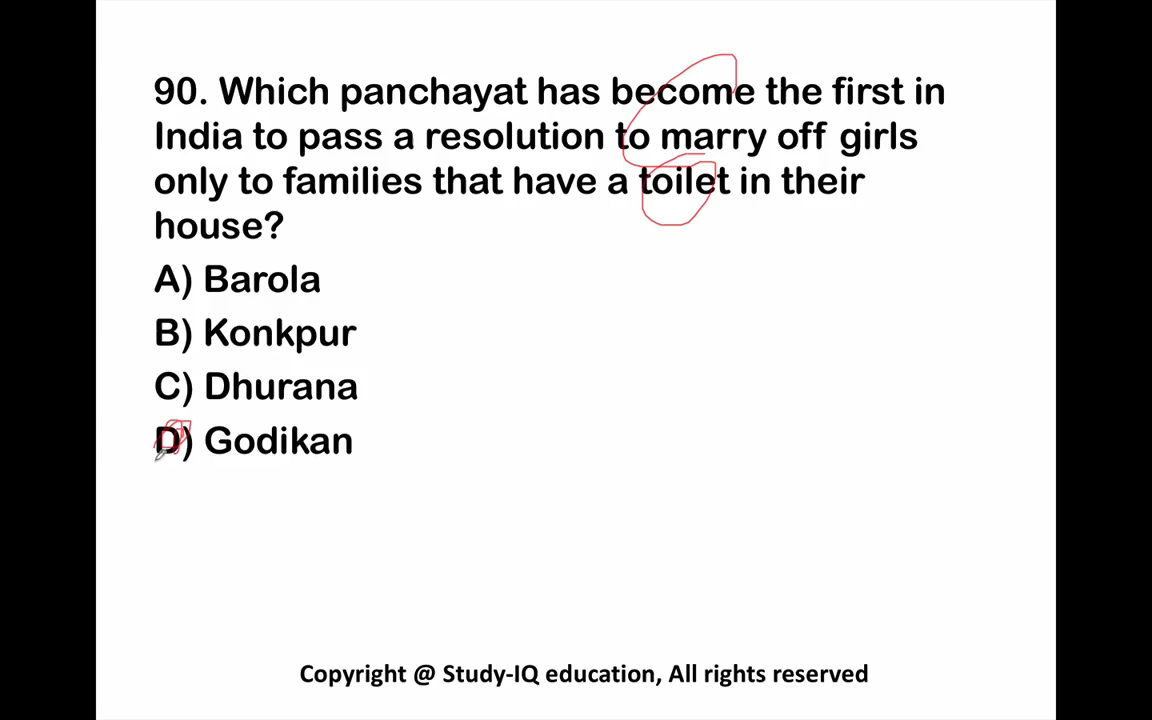 90. Which panchayat has become the first in
India to pass a resolution to marry off girls
only to families that have a toilet in their
house?
A) Barola
B) Konkpur
C) Dhurana
D) Godikan
Copyright @ Study-IQ education, All rights reserved